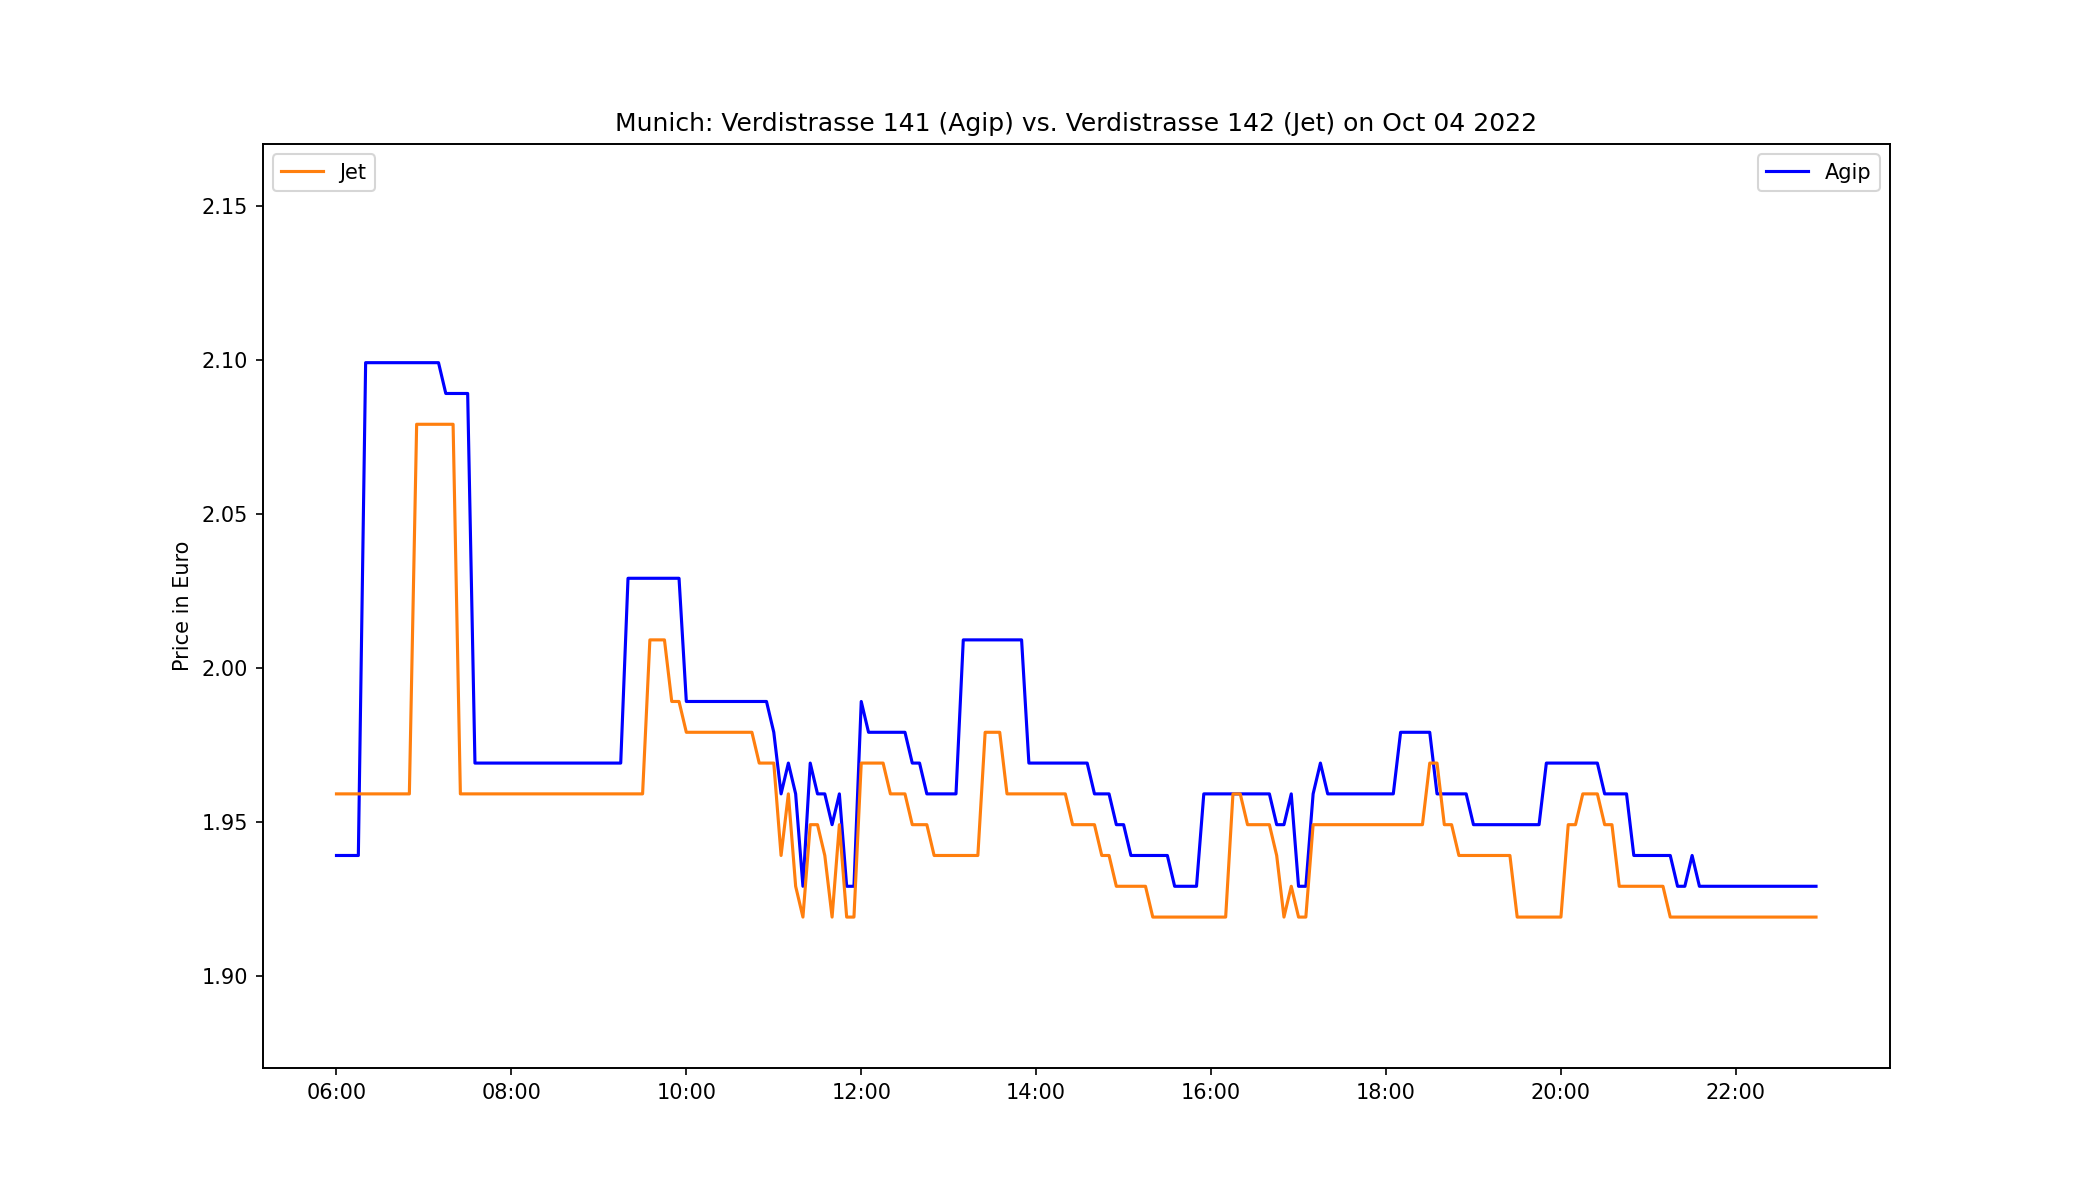 Munich: Verdistrasse 141 (Agip) vs. Verdistrasse 142 (Jet) on Oct 04 2022
Jet
Agip
2.15
2.10
2.05
2.00
1.95
1.90
Price in Euro
06:00 08:00 10:00 12:00 14:00 16:00 18:00 20:00 22:00